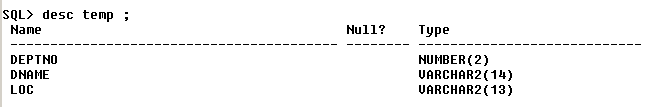 SQL> desc temp ;
 Name                                      Null?    Type
 ----------------------------------------- -------- ----------------------------
 DEPTNO                                             NUMBER(2)
 DNAME                                              VARCHAR2(14)
 LOC                                                VARCHAR2(13)